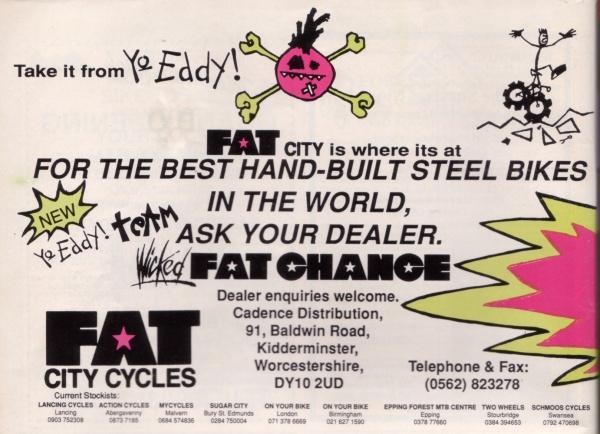 Take it from Yo Eddy!
FAT CITY is where its at
FOR THE BEST HAND-BUILT STEEL BIKES
IN THE WORLD,
ASK YOUR DEALER.
NEW
Yo Eddy! team
Wicked FAT CHANCE
Dealer enquiries welcome.
Cadence Distribution,
91, Baldwin Road,
Kidderminster,
Worcestershire,
DY10 2UD
Telephone & Fax:
(0562) 823278
FAT
CITY CYCLES
Current Stockists:
LANCING CYCLES ACTION CYCLES MYCYCLES SUGAR CITY ON YOUR BIKE ON YOUR BIKE EPPING FOREST MTB CENTRE TWO WHEELS SCHMOOS CYCLES
Lancing Abergavenny Malvern Bury St. Edmunds London Birmingham Epping Stourbridge Swansea
0903 752308 0873 7185 0684 574836 0284 750004 071 378 6669 021 627 1590 0378 77660 0384 394653 0792 470698